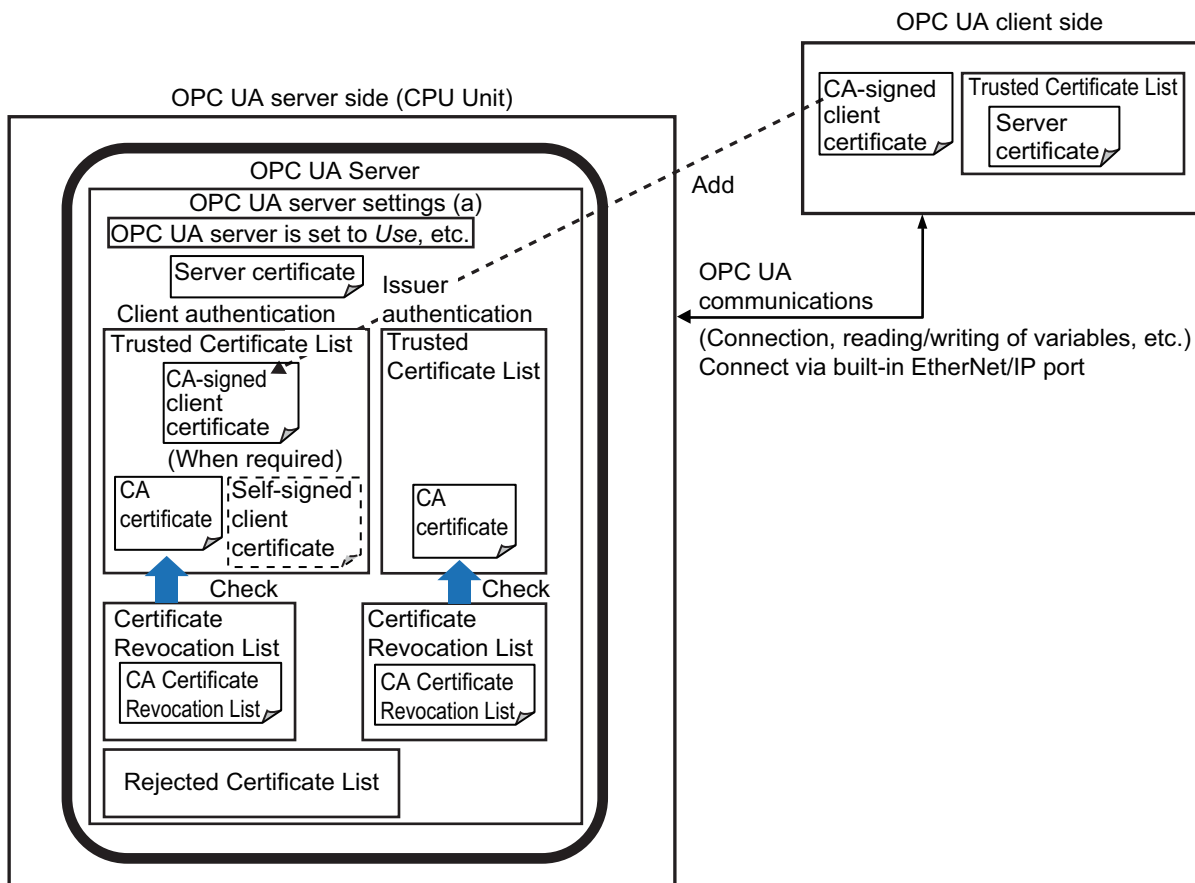 OPC UA client side
CA-signed
client
certificate
Trusted Certificate List
Server
certificate
OPC UA server side (CPU Unit)
Add
OPC UA Server
OPC UA server settings (a)
OPC UA server is set to Use, etc.
Server certificate
OPC UA
communications
(Connection, reading/writing of variables, etc.)
Connect via built-in EtherNet/IP port
Client authentication
Trusted Certificate List
CA-signed
client
certificate
(When required)
CA
certificate
Self-signed
client
certificate
Issuer
authentication
Trusted
Certificate List
CA
certificate
Check
Check
Certificate
Revocation List
CA Certificate
Revocation List
Certificate
Revocation List
CA Certificate
Revocation List
Rejected Certificate List